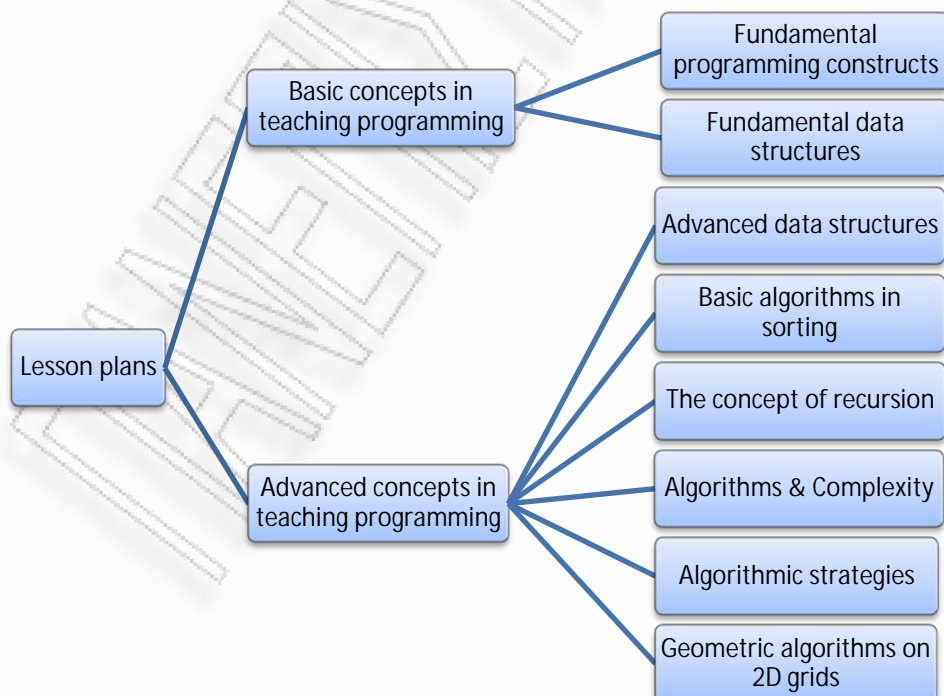 Fundamental
programming constructs
Basic concepts in
teaching programming
Fundamental data
structures
Advanced data structures
Basic algorithms in
sorting
Lesson plans
The concept of recursion
Advanced concepts in
teaching programming
Algorithms & Complexity
Algorithmic strategies
Geometric algorithms on
2D grids